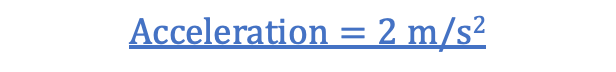 Acceleration = 2 m/s²